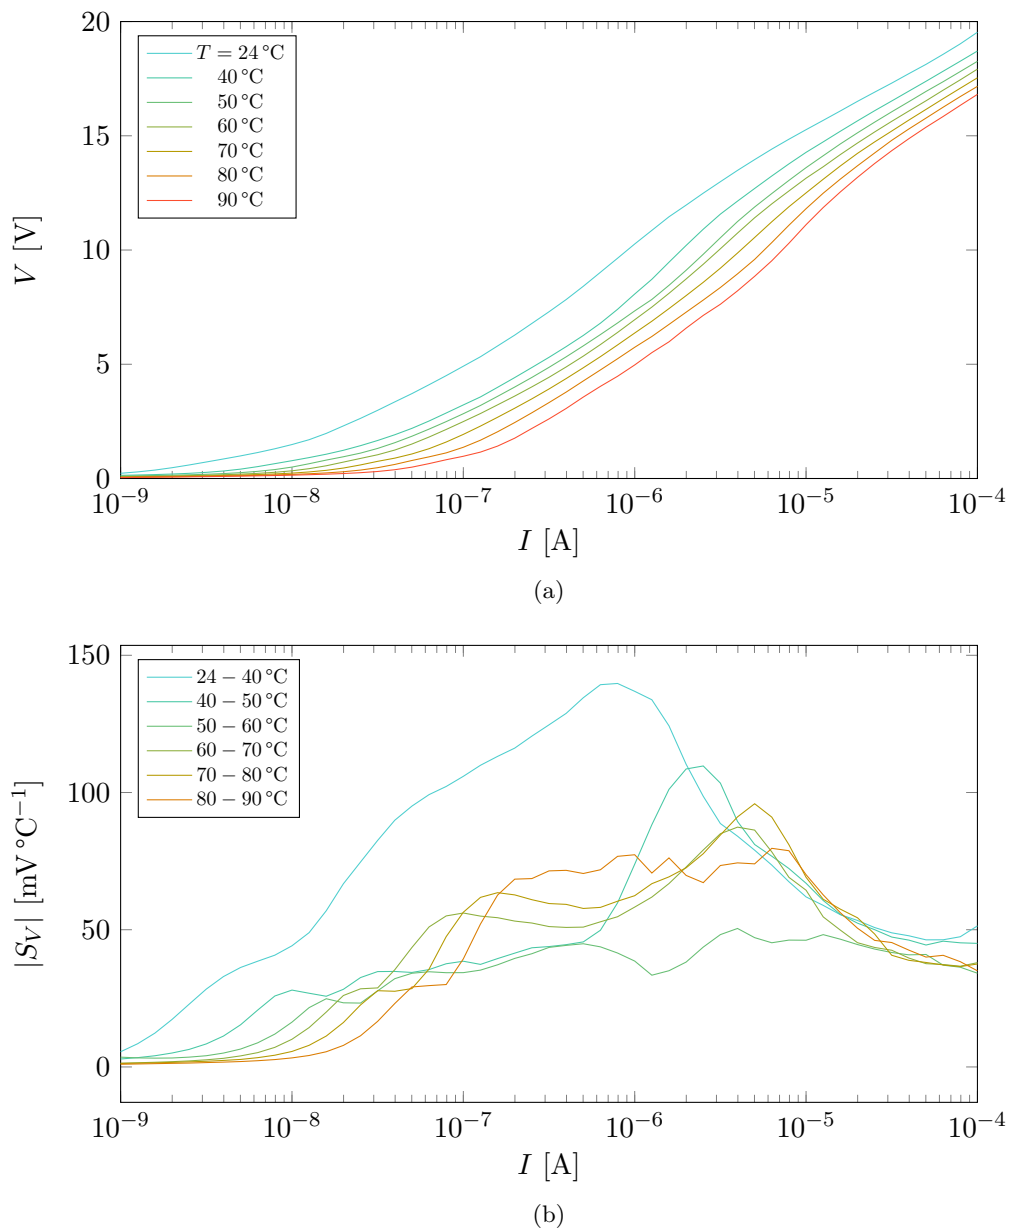 20
15
10
5
0
V [V]
T = 24 °C
40 °C
50 °C
60 °C
70 °C
80 °C
90 °C
10⁻⁹ 10⁻⁸ 10⁻⁷ 10⁻⁶ 10⁻⁵ 10⁻⁴
I [A]
(a)
150
100
50
0
|S_V| [mV °C⁻¹]
24 – 40 °C
40 – 50 °C
50 – 60 °C
60 – 70 °C
70 – 80 °C
80 – 90 °C
10⁻⁹ 10⁻⁸ 10⁻⁷ 10⁻⁶ 10⁻⁵ 10⁻⁴
I [A]
(b)